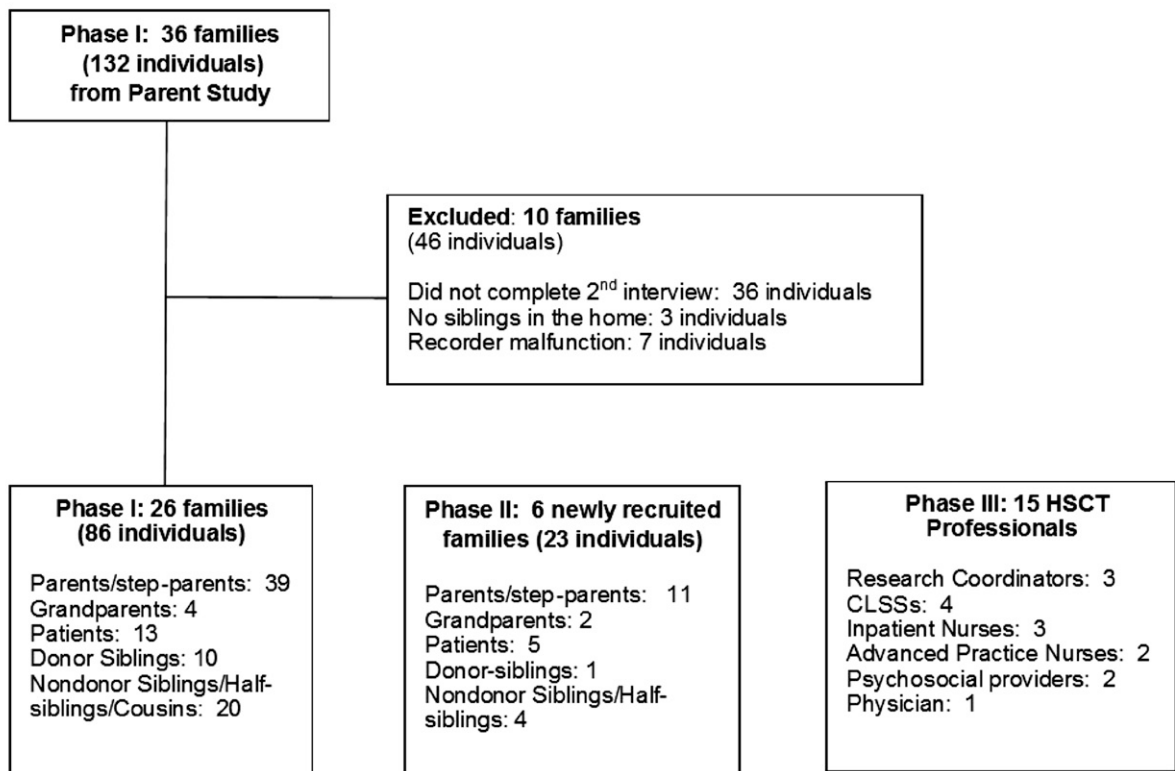 Phase I: 36 families
(132 individuals)
from Parent Study
Excluded: 10 families
(46 individuals)
Did not complete 2nd interview: 36 individuals
No siblings in the home: 3 individuals
Recorder malfunction: 7 individuals
Phase I: 26 families
(86 individuals)
Parents/step-parents: 39
Grandparents: 4
Patients: 13
Donor Siblings: 10
Nondonor Siblings/Half-
siblings/Cousins: 20
Phase II: 6 newly recruited
families (23 individuals)
Parents/step-parents: 11
Grandparents: 2
Patients: 5
Donor-siblings: 1
Nondonor Siblings/Half-
siblings: 4
Phase III: 15 HSCT
Professionals
Research Coordinators: 3
CLSSs: 4
Inpatient Nurses: 3
Advanced Practice Nurses: 2
Psychosocial providers: 2
Physician: 1